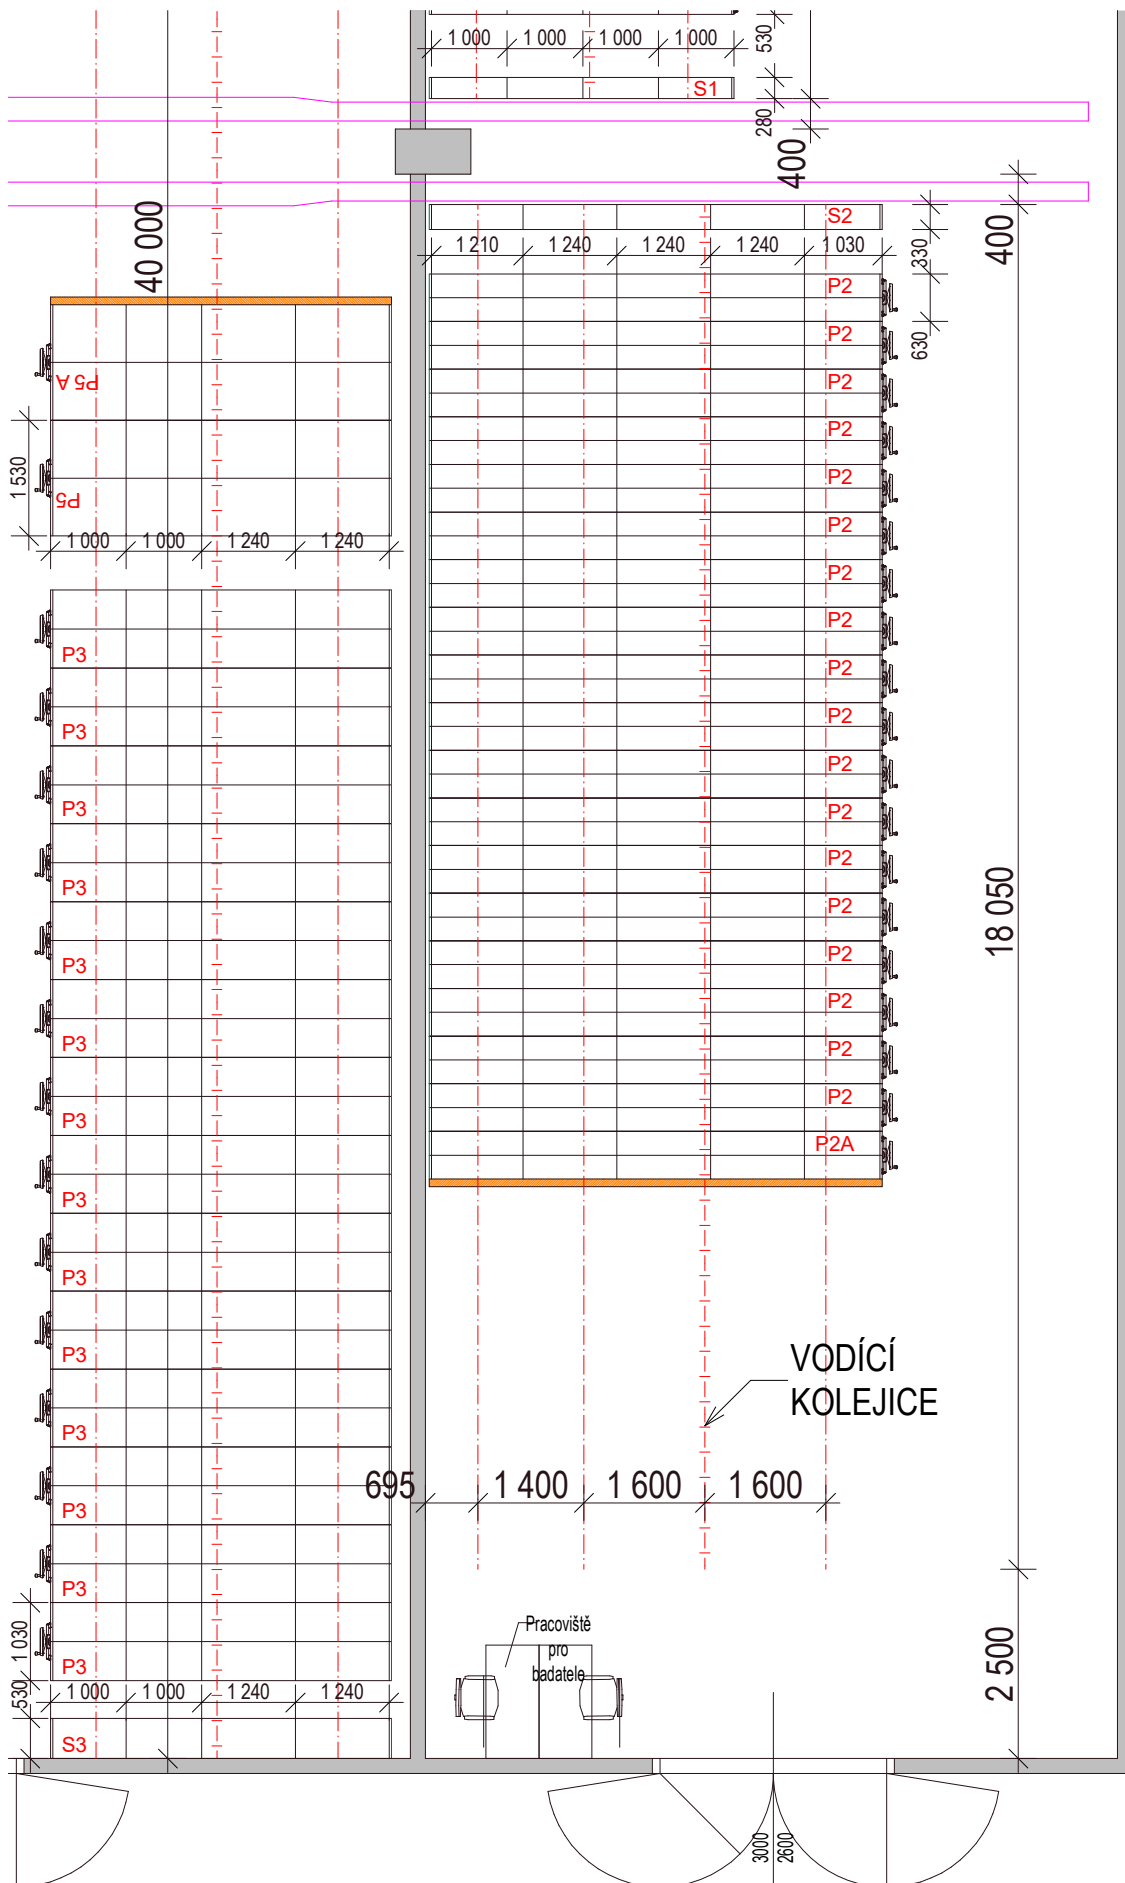 1 000 1 000 1 000 1 000
530
S1
280
400
40 000
S2
400
1 210 1 240 1 240 1 240 1 030
330
P2
630
P2
P5 A
P2
P2
1 530
P5
P2
1 000 1 000 1 240 1 240
P2
P2
P3
P2
P2
P3
P2
P3
P2
P2
P3
P2
18 050
P2
P3
P2
P2
P3
P2
P3
P2
P2A
P3
P3
P3
VODÍCÍ
KOLEJICE
P3
695 1 400 1 600 1 600
P3
P3
1 030
Pracoviště
pro
badatele
P3
2 500
530
1 000 1 000 1 240 1 240
S3
3000
2600